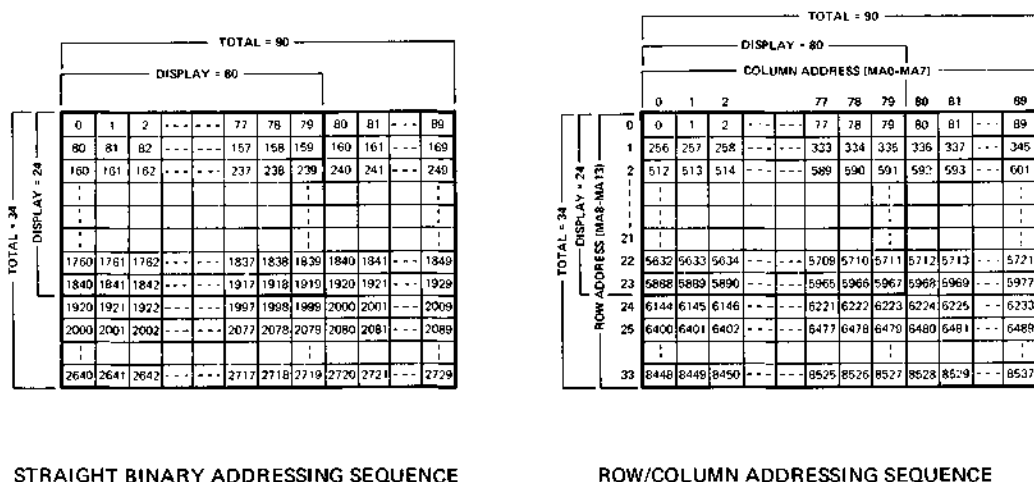 TOTAL = 90
DISPLAY = 80
TOTAL = 34
DISPLAY = 24
0 1 2 --- --- 77 78 79 80 81 --- 89
80 81 82 --- --- 157 158 159 160 161 --- 169
160 161 162 --- --- 237 238 239 240 241 --- 249
1760 1761 1762 --- --- 1837 1838 1839 1840 1841 --- 1849
1840 1841 1842 --- --- 1917 1918 1919 1920 1921 --- 1929
1920 1921 1922 --- --- 1997 1998 1999 2000 2001 --- 2009
2000 2001 2002 --- --- 2077 2078 2079 2080 2081 --- 2089
2640 2641 2642 --- --- 2717 2718 2719 2720 2721 --- 2729
STRAIGHT BINARY ADDRESSING SEQUENCE
TOTAL = 90
DISPLAY = 80
COLUMN ADDRESS [MA0-MA7]
TOTAL = 34
DISPLAY = 24
ROW ADDRESS [MA8-MA13]
0 1 2 77 78 79 80 81 89
0 0 1 2 --- --- 77 78 79 80 81 --- 89
1 256 257 258 --- --- 333 334 335 336 337 --- 345
2 512 513 514 --- --- 589 590 591 592 593 --- 601
21
22 5632 5633 5634 --- --- 5709 5710 5711 5712 5713 --- 5721
23 5888 5889 5890 --- --- 5965 5966 5967 5968 5969 --- 5977
24 6144 6145 6146 --- --- 6221 6222 6223 6224 6225 --- 6233
25 6400 6401 6402 --- --- 6477 6478 6479 6480 6481 --- 6489
33 8448 8449 8450 --- --- 8525 8526 8527 8528 8529 --- 8537
ROW/COLUMN ADDRESSING SEQUENCE